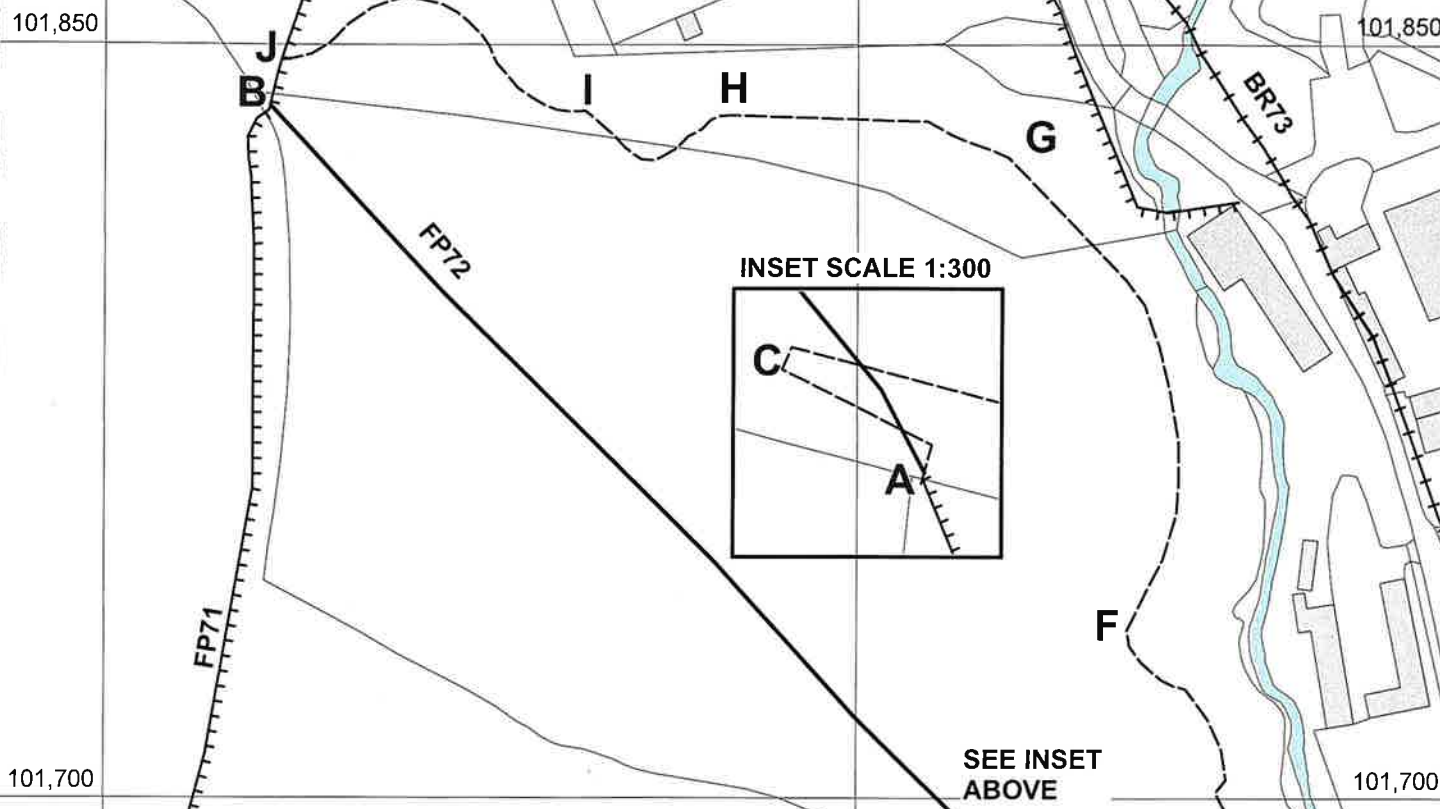 101,850
101,850
J
B
I
H
G
BR73
FP72
INSET SCALE 1:300
C
A
F
FP71
SEE INSET
ABOVE
101,700
101,700